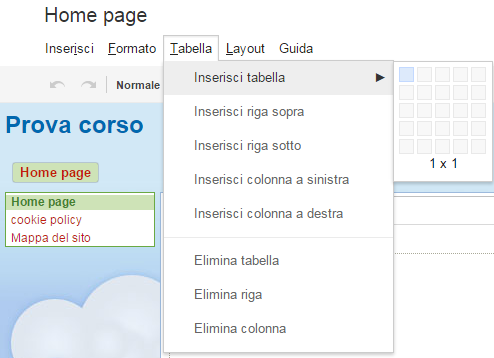 Home page
Inserisci Formato Tabella Layout Guida
Normale
Inserisci tabella
Inserisci riga sopra
Inserisci riga sotto
Inserisci colonna a sinistra
Inserisci colonna a destra
Elimina tabella
Elimina riga
Elimina colonna
1 x 1
Prova corso
Home page
Home page
cookie policy
Mappa del sito